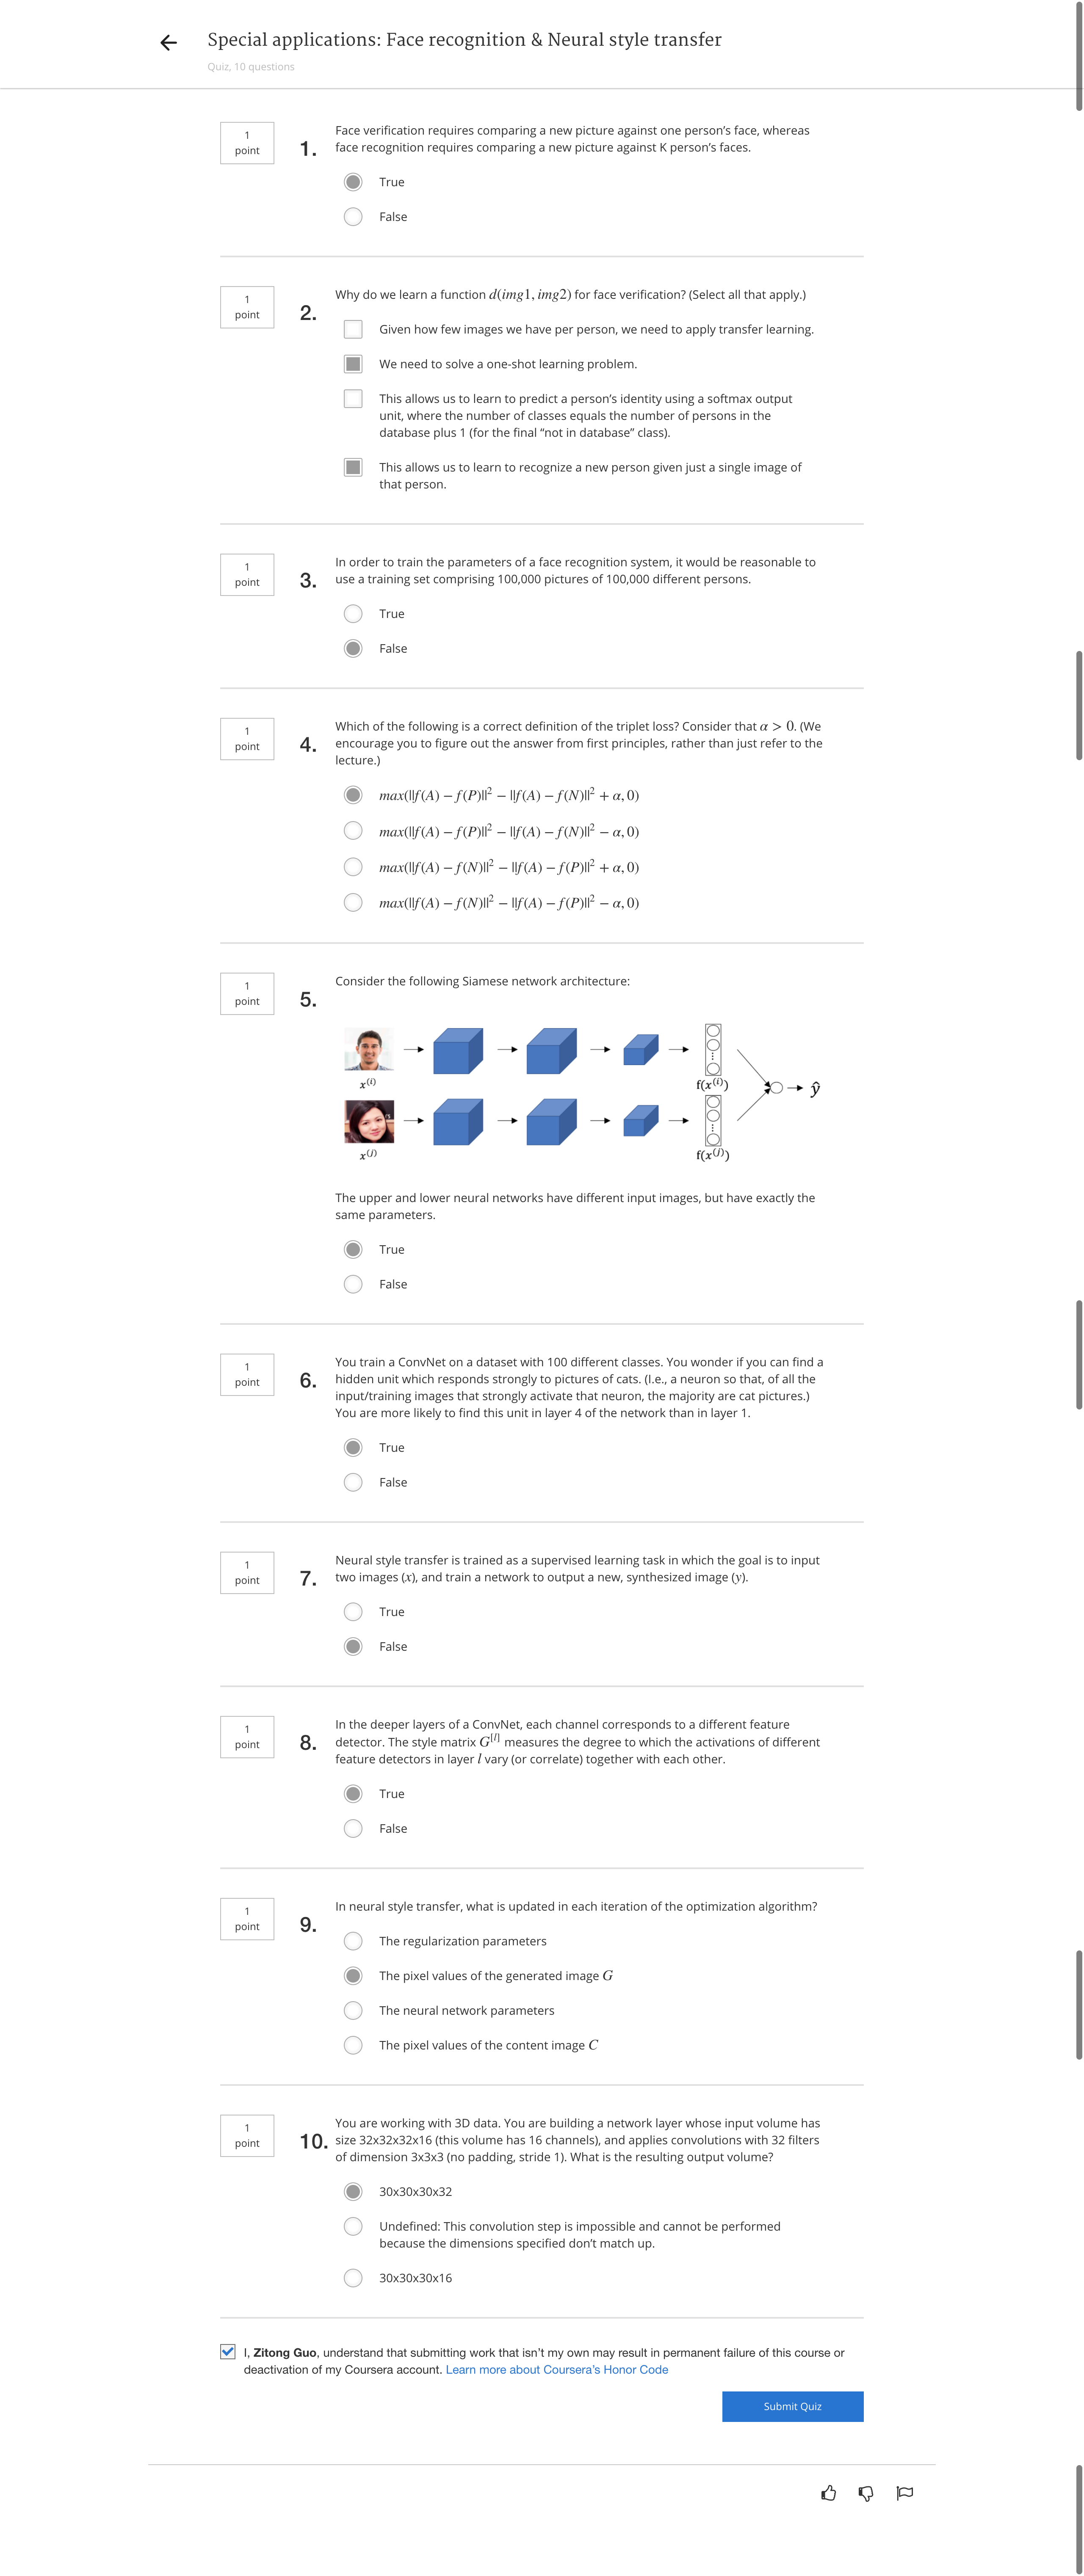 Special applications: Face recognition & Neural style transfer
Quiz, 10 questions
1
point
1.
Face verification requires comparing a new picture against one person’s face, whereas
face recognition requires comparing a new picture against K person’s faces.
True
False
1
point
2.
Why do we learn a function d(img1, img2) for face verification? (Select all that apply.)
Given how few images we have per person, we need to apply transfer learning.
We need to solve a one-shot learning problem.
This allows us to learn to predict a person’s identity using a softmax output
unit, where the number of classes equals the number of persons in the
database plus 1 (for the final “not in database” class).
This allows us to learn to recognize a new person given just a single image of
that person.
1
point
3.
In order to train the parameters of a face recognition system, it would be reasonable to
use a training set comprising 100,000 pictures of 100,000 different persons.
True
False
1
point
4.
Which of the following is a correct definition of the triplet loss? Consider that α > 0. (We
encourage you to figure out the answer from first principles, rather than just refer to the
lecture.)
max(||f(A) − f(P)||² − ||f(A) − f(N)||² + α, 0)
max(||f(A) − f(P)||² − ||f(A) − f(N)||² − α, 0)
max(||f(A) − f(N)||² − ||f(A) − f(P)||² + α, 0)
max(||f(A) − f(N)||² − ||f(A) − f(P)||² − α, 0)
1
point
5.
Consider the following Siamese network architecture:
x⁽ⁱ⁾
f(x⁽ⁱ⁾)
ŷ
x⁽ʲ⁾
f(x⁽ʲ⁾)
The upper and lower neural networks have different input images, but have exactly the
same parameters.
True
False
1
point
6.
You train a ConvNet on a dataset with 100 different classes. You wonder if you can find a
hidden unit which responds strongly to pictures of cats. (I.e., a neuron so that, of all the
input/training images that strongly activate that neuron, the majority are cat pictures.)
You are more likely to find this unit in layer 4 of the network than in layer 1.
True
False
1
point
7.
Neural style transfer is trained as a supervised learning task in which the goal is to input
two images (x), and train a network to output a new, synthesized image (y).
True
False
1
point
8.
In the deeper layers of a ConvNet, each channel corresponds to a different feature
detector. The style matrix G^[l] measures the degree to which the activations of different
feature detectors in layer l vary (or correlate) together with each other.
True
False
1
point
9.
In neural style transfer, what is updated in each iteration of the optimization algorithm?
The regularization parameters
The pixel values of the generated image G
The neural network parameters
The pixel values of the content image C
1
point
10.
You are working with 3D data. You are building a network layer whose input volume has
size 32x32x32x16 (this volume has 16 channels), and applies convolutions with 32 filters
of dimension 3x3x3 (no padding, stride 1). What is the resulting output volume?
30x30x30x32
Undefined: This convolution step is impossible and cannot be performed
because the dimensions specified don’t match up.
30x30x30x16
I, Zitong Guo, understand that submitting work that isn’t my own may result in permanent failure of this course or
deactivation of my Coursera account. Learn more about Coursera’s Honor Code
Submit Quiz